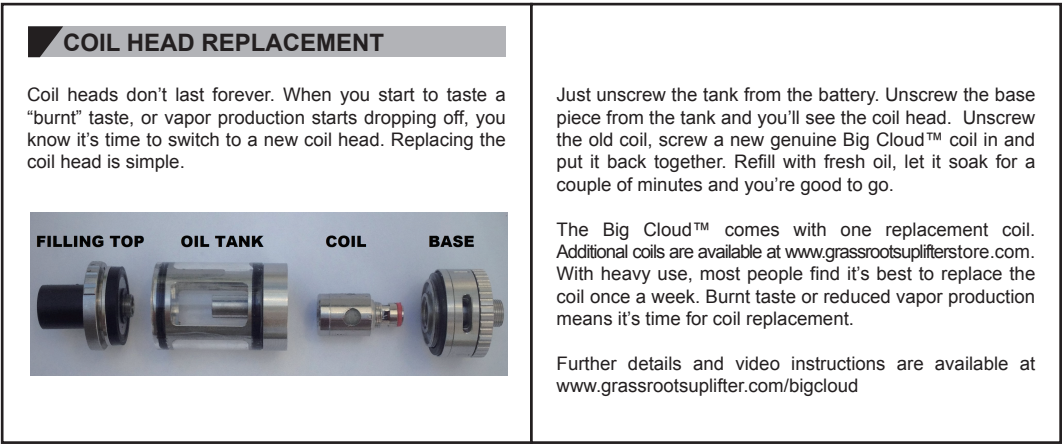 COIL HEAD REPLACEMENT
Coil heads don’t last forever. When you start to taste a
“burnt” taste, or vapor production starts dropping off, you
know it’s time to switch to a new coil head. Replacing the
coil head is simple.
FILLING TOP OIL TANK COIL BASE
Just unscrew the tank from the battery. Unscrew the base
piece from the tank and you’ll see the coil head. Unscrew
the old coil, screw a new genuine Big Cloud™ coil in and
put it back together. Refill with fresh oil, let it soak for a
couple of minutes and you’re good to go.
The Big Cloud™ comes with one replacement coil.
Additional coils are available at www.grassrootsuplifterstore.com.
With heavy use, most people find it’s best to replace the
coil once a week. Burnt taste or reduced vapor production
means it’s time for coil replacement.
Further details and video instructions are available at
www.grassrootsuplifter.com/bigcloud